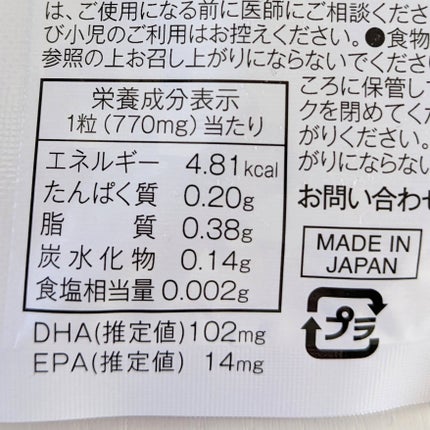 は、ご使用になる前に医師にご相談くださ
び小児のご利用はお控えください。●食物
参照の上お召し上がりにならないでくださ
ころに保管して
クを閉めてくだ
がりください。
がりにならない
お問い合わせ
栄養成分表示
1粒(770mg)当たり
エネルギー 4.81kcal
たんぱく質 0.20g
脂質 0.38g
炭水化物 0.14g
食塩相当量 0.002g
DHA(推定値)102mg
EPA(推定値) 14mg
MADE IN
JAPAN
プラ